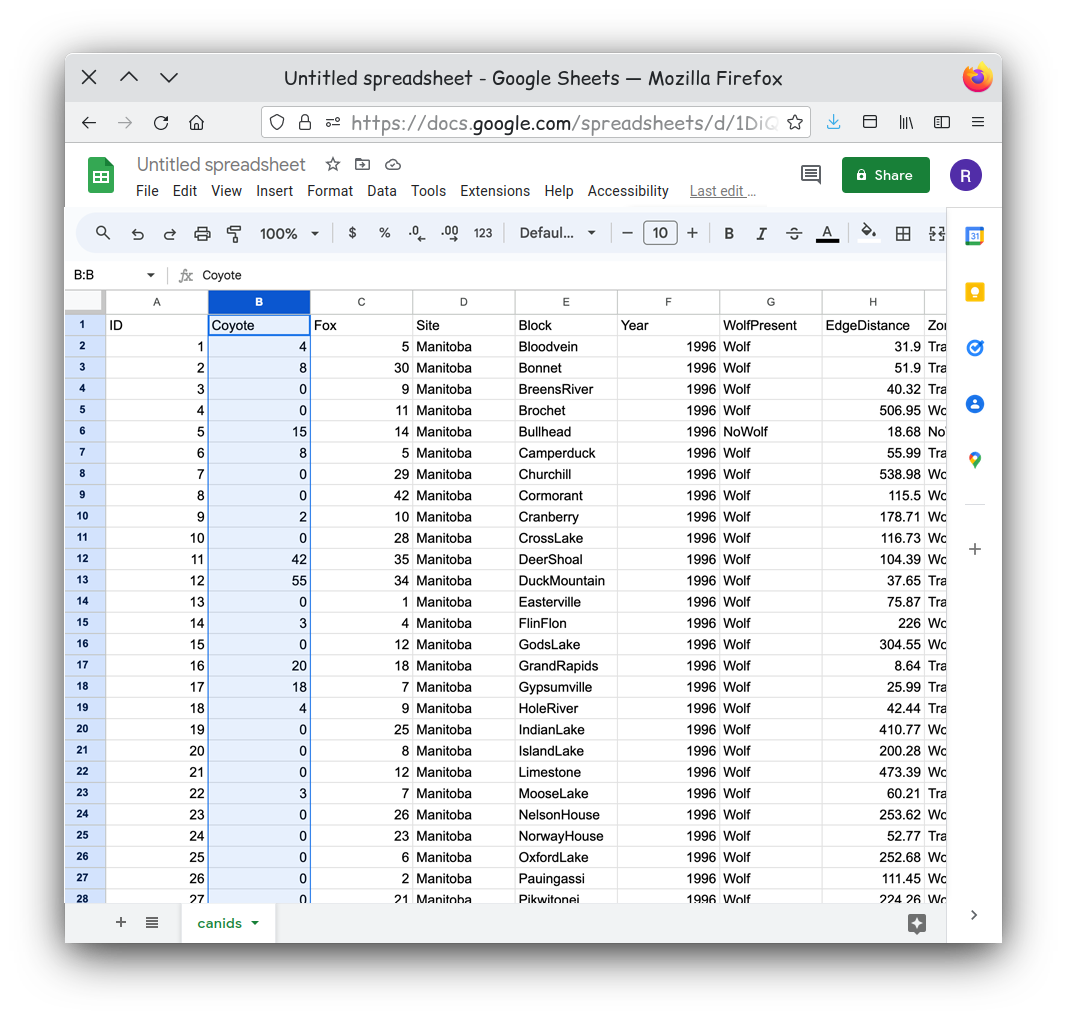 Untitled spreadsheet - Google Sheets — Mozilla Firefox
https://docs.google.com/spreadsheets/d/1DiQ
Untitled spreadsheet
File Edit View Insert Format Data Tools Extensions Help Accessibility Last edit ...
Share
R
100% $ % .0 .00 123 Defaul... − 10 + B I A
31
B:B fx Coyote
A B C D E F G H
1 ID Coyote Fox Site Block Year WolfPresent EdgeDistance Zo
2 1 4 5 Manitoba Bloodvein 1996 Wolf 31.9 Tra
3 2 8 30 Manitoba Bonnet 1996 Wolf 51.9 Tra
4 3 0 9 Manitoba BreensRiver 1996 Wolf 40.32 Tra
5 4 0 11 Manitoba Brochet 1996 Wolf 506.95 Wo
6 5 15 14 Manitoba Bullhead 1996 NoWolf 18.68 No
7 6 8 5 Manitoba Camperduck 1996 Wolf 55.99 Tra
8 7 0 29 Manitoba Churchill 1996 Wolf 538.98 Wo
9 8 0 42 Manitoba Cormorant 1996 Wolf 115.5 Wo
10 9 2 10 Manitoba Cranberry 1996 Wolf 178.71 Wo
11 10 0 28 Manitoba CrossLake 1996 Wolf 116.73 Wo
12 11 42 35 Manitoba DeerShoal 1996 Wolf 104.39 Wo
13 12 55 34 Manitoba DuckMountain 1996 Wolf 37.65 Tra
14 13 0 1 Manitoba Easterville 1996 Wolf 75.87 Tra
15 14 3 4 Manitoba FlinFlon 1996 Wolf 226 Wo
16 15 0 12 Manitoba GodsLake 1996 Wolf 304.55 Wo
17 16 20 18 Manitoba GrandRapids 1996 Wolf 8.64 Tra
18 17 18 7 Manitoba Gypsumville 1996 Wolf 25.99 Tra
19 18 4 9 Manitoba HoleRiver 1996 Wolf 42.44 Tra
20 19 0 25 Manitoba IndianLake 1996 Wolf 410.77 Wo
21 20 0 8 Manitoba IslandLake 1996 Wolf 200.28 Wo
22 21 0 12 Manitoba Limestone 1996 Wolf 473.39 Wo
23 22 3 7 Manitoba MooseLake 1996 Wolf 60.21 Tra
24 23 0 26 Manitoba NelsonHouse 1996 Wolf 253.62 Wo
25 24 0 23 Manitoba NorwayHouse 1996 Wolf 52.77 Tra
26 25 0 6 Manitoba OxfordLake 1996 Wolf 252.68 Wo
27 26 0 2 Manitoba Pauingassi 1996 Wolf 111.45 Wo
28 27 0 21 Manitoba Pikwitonei 1996 Wolf 224.26 Wo
canids